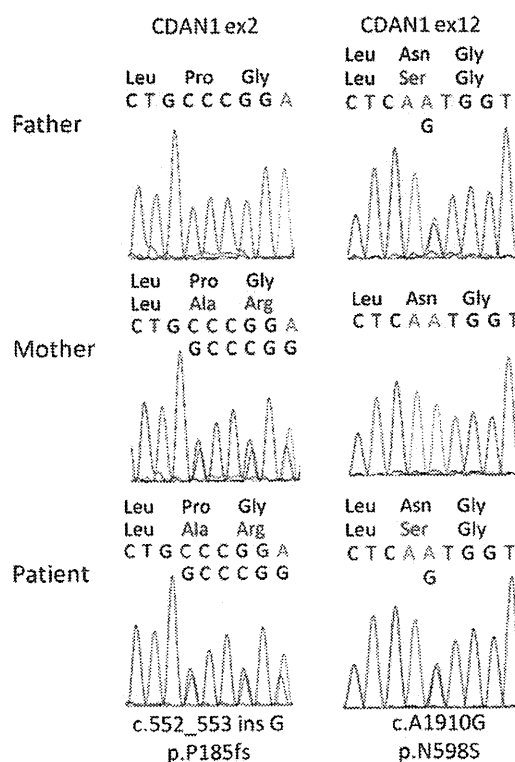 CDAN1 ex2 CDAN1 ex12
Leu Pro Gly
C T G C C C G G A
Leu Asn Gly
Leu Ser Gly
C T C A A T G G T
G
Father
Leu Pro Gly
Leu Ala Arg
C T G C C C G G A
G C C C G G
Leu Asn Gly
C T C A A T G G T
Mother
Leu Pro Gly
Leu Ala Arg
C T G C C C G G A
G C C C G G
Leu Asn Gly
Leu Ser Gly
C T C A A T G G T
G
Patient
c.552_553 ins G
p.P185fs
c.A1910G
p.N598S